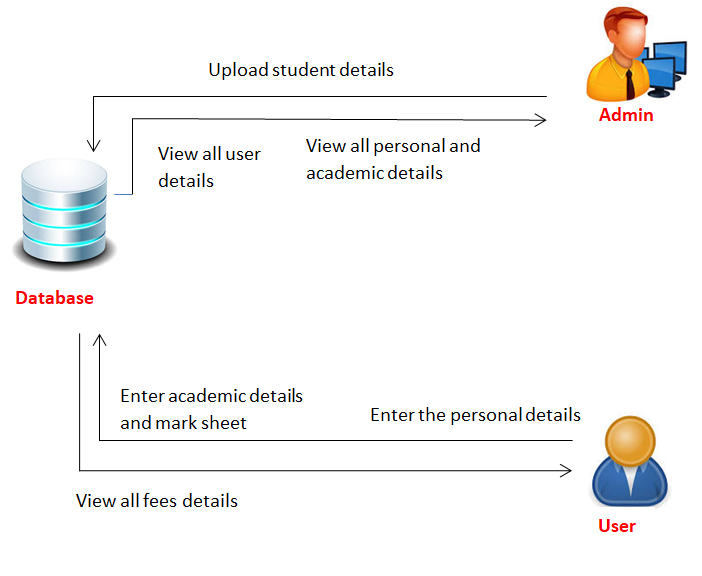 Upload student details
Admin
View all user
details
View all personal and
academic details
Database
Enter academic details
and mark sheet
Enter the personal details
View all fees details
User